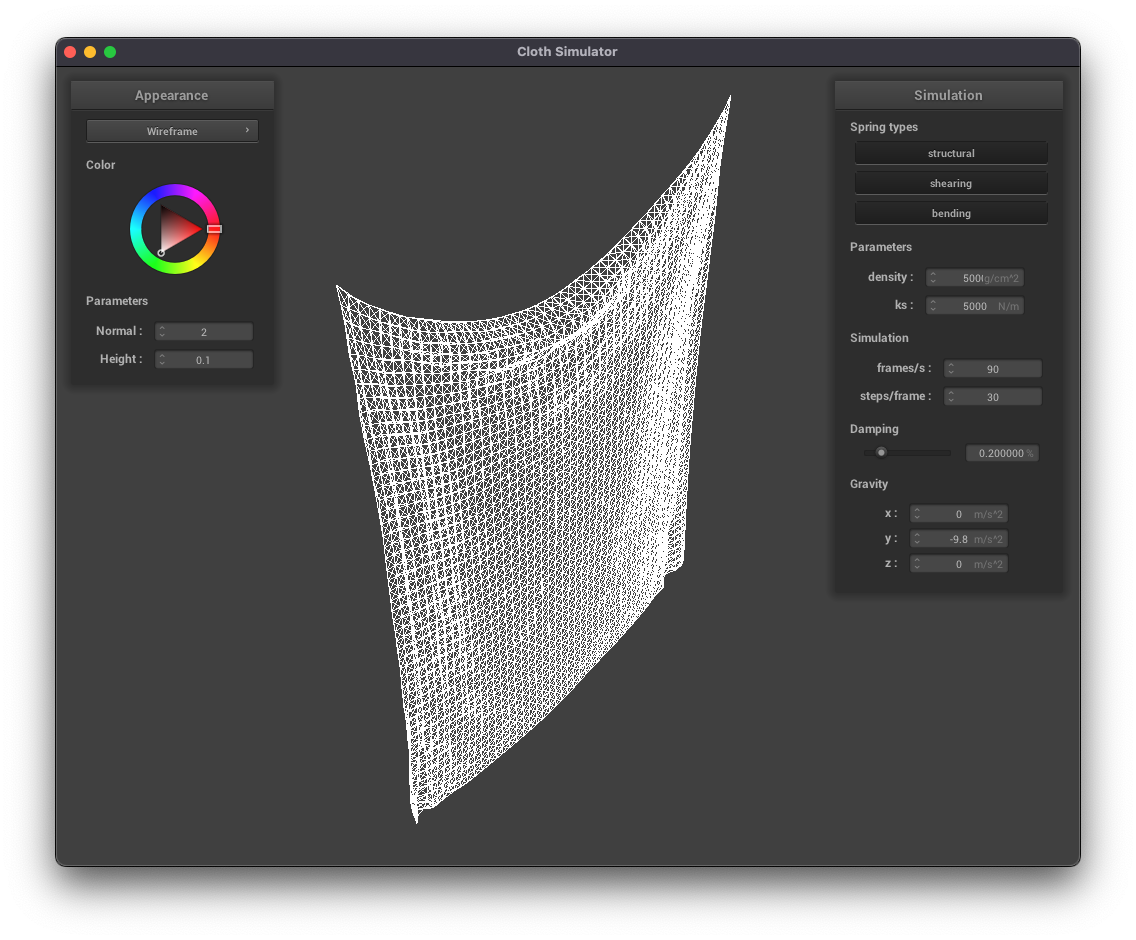 Cloth Simulator
Appearance
Wireframe
Color
Parameters
Normal : 2
Height : 0.1
Simulation
Spring types
structural
shearing
bending
Parameters
density : 500 g/cm^2
ks : 5000 N/m
Simulation
frames/s : 90
steps/frame : 30
Damping
0.200000 %
Gravity
x : 0 m/s^2
y : -9.8 m/s^2
z : 0 m/s^2